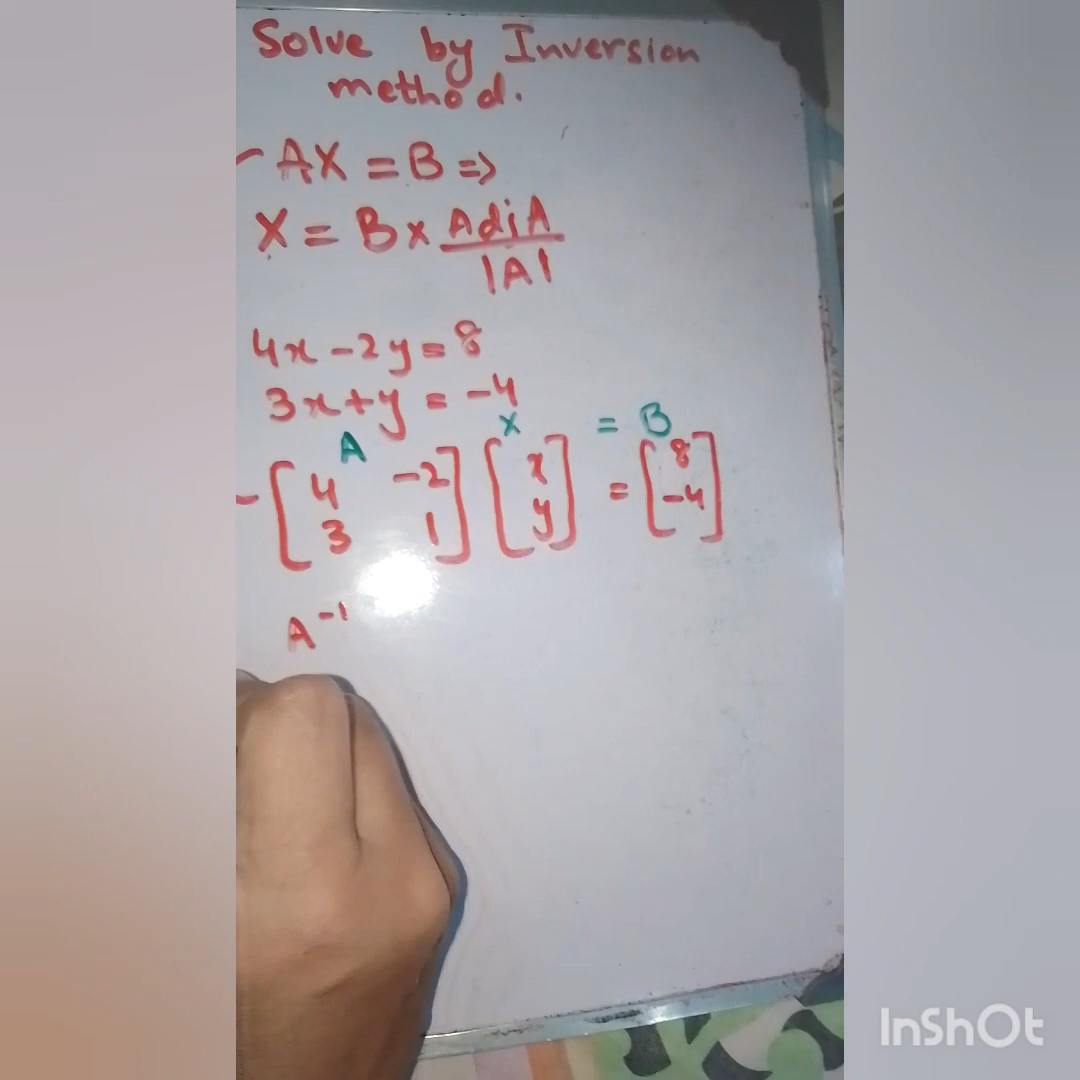 Solve by Inversion
method.
- AX = B ⇒
X = B × AdjA
|A|
4x - 2y = 8
3x + y = -4
A X = B
- [ 4 -2 ] [ x ] = [ 8 ]
[ 3 1 ] [ y ] [ -4 ]
A⁻¹
InShOt